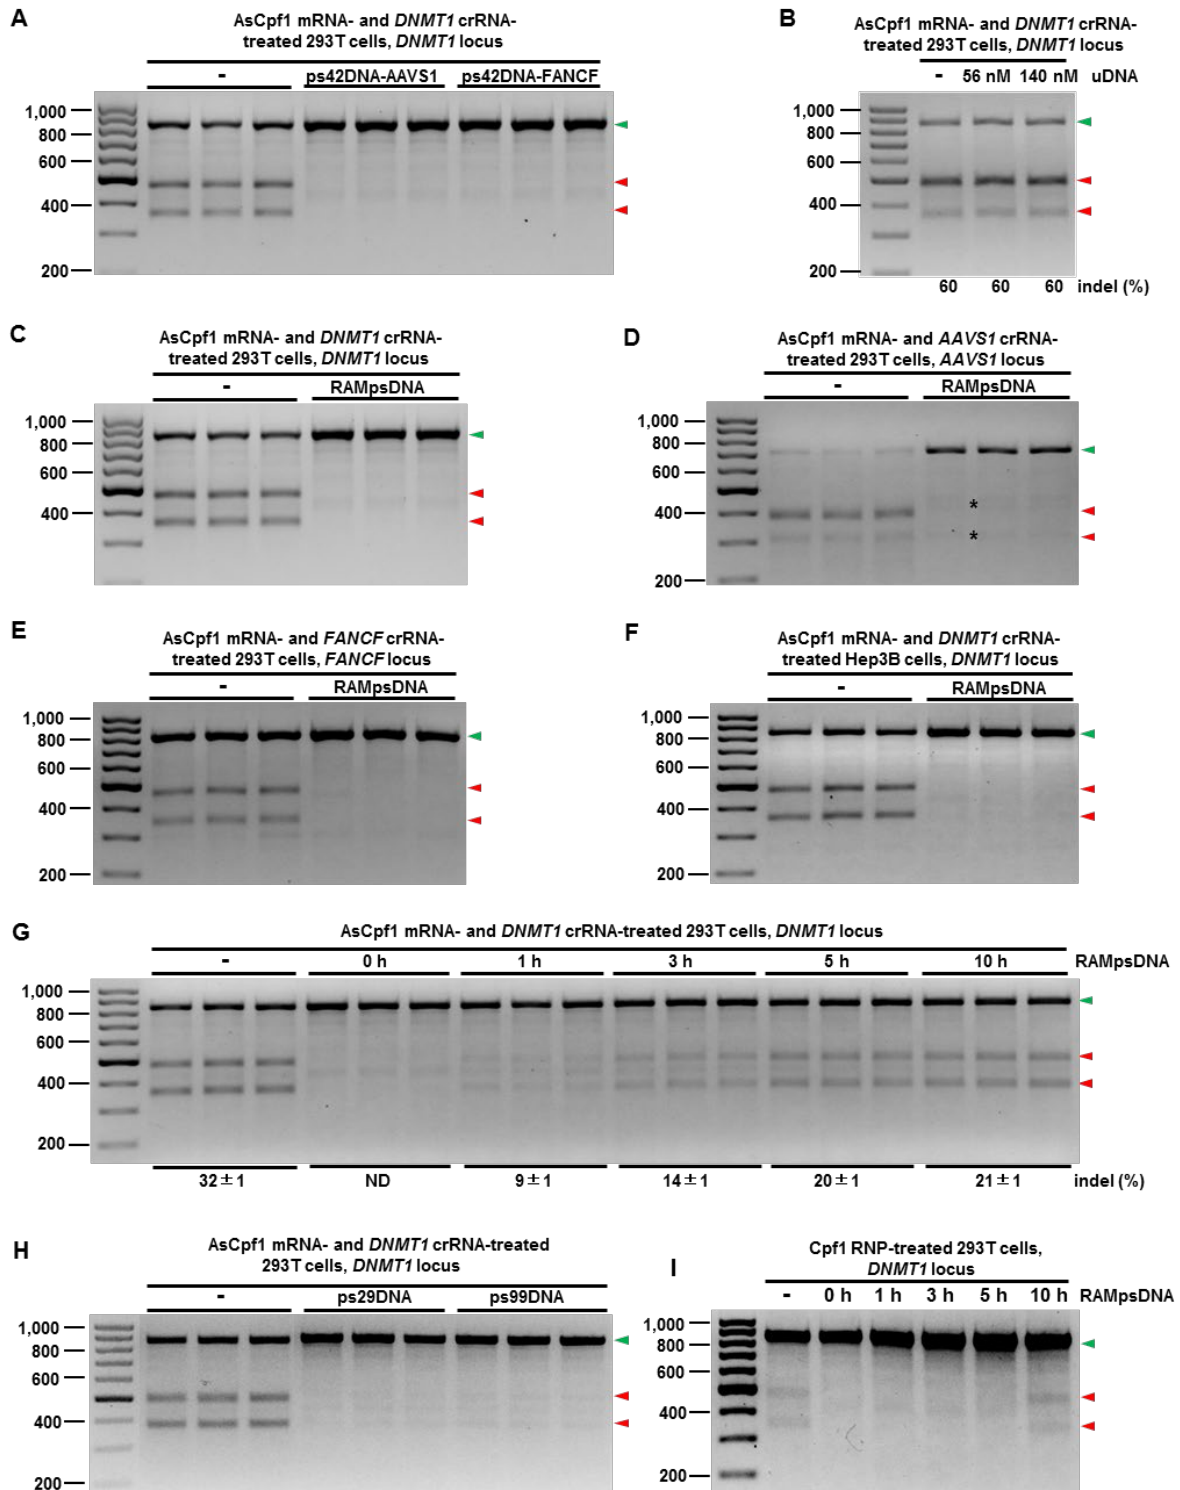 A
AsCpf1 mRNA- and DNMT1 crRNA-
treated 293T cells, DNMT1 locus
- ps42DNA-AAVS1 ps42DNA-FANCF
1,000
800
600
400
200
B
AsCpf1 mRNA- and DNMT1 crRNA-
treated 293T cells, DNMT1 locus
- 56 nM 140 nM uDNA
1,000
800
600
400
200
60 60 60 indel (%)
C
AsCpf1 mRNA- and DNMT1 crRNA-
treated 293T cells, DNMT1 locus
- RAMpsDNA
1,000
800
600
400
D
AsCpf1 mRNA- and AAVS1 crRNA-
treated 293T cells, AAVS1 locus
- RAMpsDNA
1,000
800
600
400
200
*
*
E
AsCpf1 mRNA- and FANCF crRNA-
treated 293T cells, FANCF locus
- RAMpsDNA
1,000
800
600
400
200
F
AsCpf1 mRNA- and DNMT1 crRNA-
treated Hep3B cells, DNMT1 locus
- RAMpsDNA
1,000
800
600
400
200
G
AsCpf1 mRNA- and DNMT1 crRNA-treated 293T cells, DNMT1 locus
- 0 h 1 h 3 h 5 h 10 h RAMpsDNA
1,000
800
600
400
200
32 ± 1 ND 9 ± 1 14 ± 1 20 ± 1 21 ± 1 indel (%)
H
AsCpf1 mRNA- and DNMT1 crRNA-treated
293T cells, DNMT1 locus
- ps29DNA ps99DNA
1,000
800
600
400
200
I
Cpf1 RNP-treated 293T cells,
DNMT1 locus
- 0 h 1 h 3 h 5 h 10 h RAMpsDNA
1,000
800
600
400
200